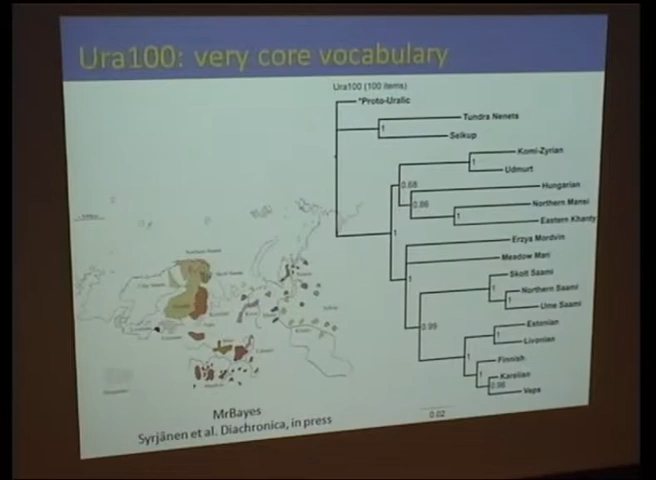 Ura100: very core vocabulary
Ura100 (100 items)
*Proto-Uralic
Tundra Nenets
1
Selkup
Komi-Zyrian
1
Udmurt
0.68
Hungarian
0.86
Northern Mansi
1
Eastern Khanty
1
Erzya Mordvin
Meadow Mari
1
Skolt Saami
1
Northern Saami
1
Ume Saami
0.99
Estonian
1
Livonian
1
Finnish
1
Karelian
0.98
Veps
0.02
MrBayes
Syrjänen et al. Diachronica, in press